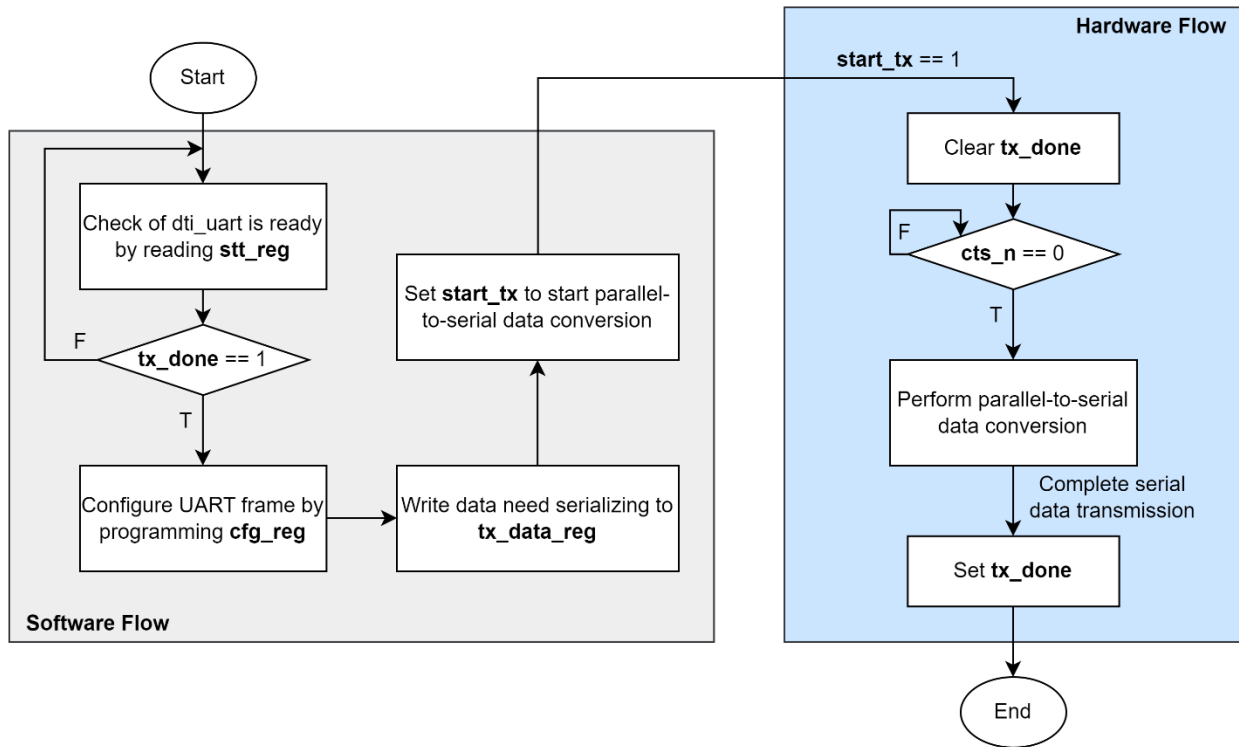 Start
Check of dti_uart is ready
by reading stt_reg
F
tx_done == 1
T
Configure UART frame by
programming cfg_reg
Write data need serializing to
tx_data_reg
Set start_tx to start parallel-
to-serial data conversion
Software Flow
Hardware Flow
start_tx == 1
Clear tx_done
F
cts_n == 0
T
Perform parallel-to-serial
data conversion
Complete serial
data transmission
Set tx_done
End